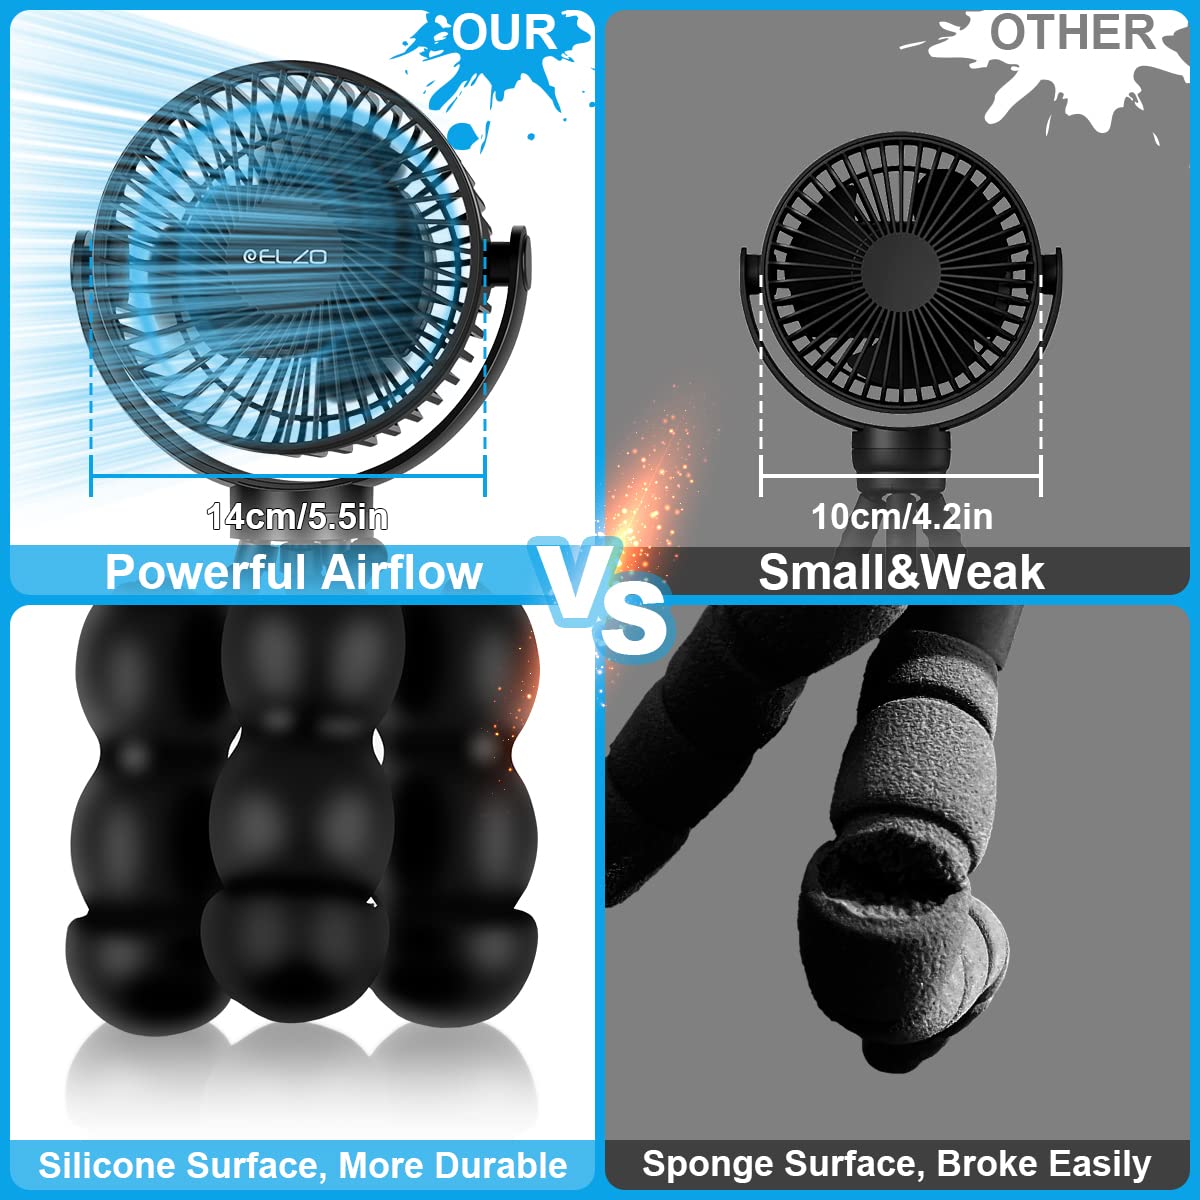 OUR
OTHER
ELZO
14cm/5.5in
10cm/4.2in
Powerful Airflow
Small&Weak
VS
Silicone Surface, More Durable
Sponge Surface, Broke Easily